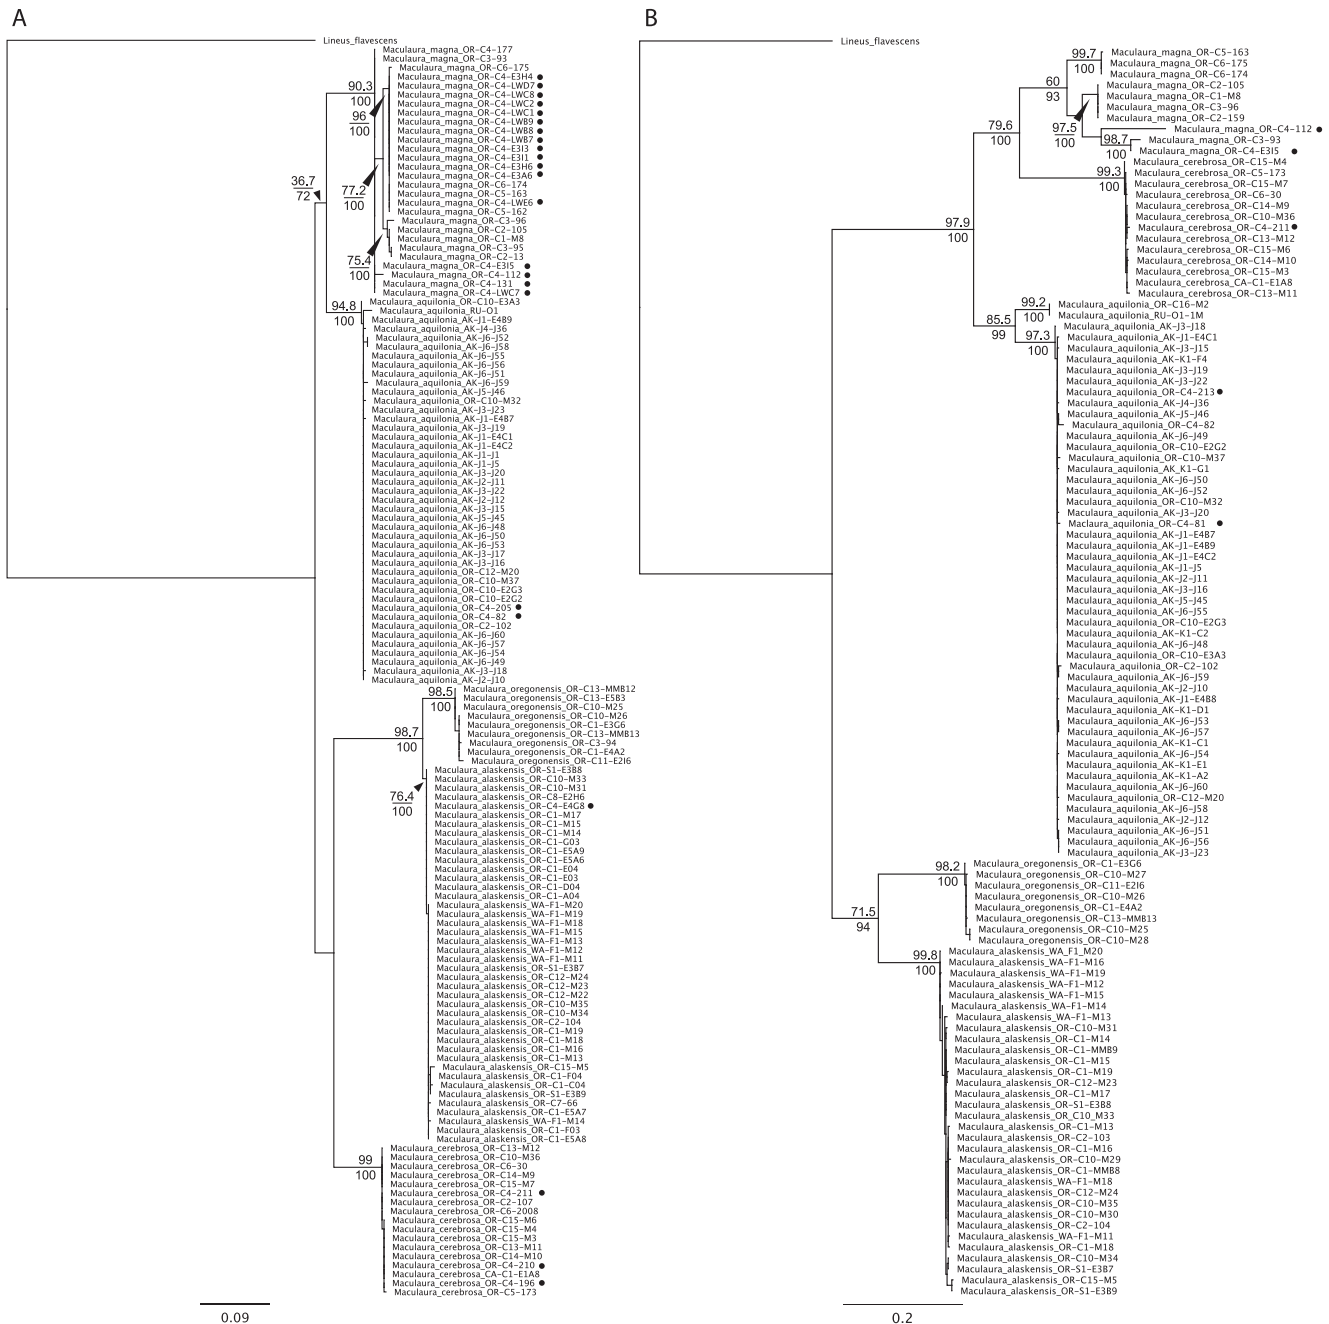 A
Lineus_flavescens
Maculaura_magna_OR-C4-177
Maculaura_magna_OR-C3-93
Maculaura_magna_OR-C6-175
Maculaura_magna_OR-C4-E3H4
Maculaura_magna_OR-C4-LWD7
Maculaura_magna_OR-C4-LWC8
Maculaura_magna_OR-C4-LWC2
Maculaura_magna_OR-C4-LWC1
Maculaura_magna_OR-C4-LWB9
Maculaura_magna_OR-C4-LWB8
Maculaura_magna_OR-C4-LWB7
Maculaura_magna_OR-C4-E3I3
Maculaura_magna_OR-C4-E3I1
Maculaura_magna_OR-C4-E3H6
Maculaura_magna_OR-C4-E3A6
Maculaura_magna_OR-C6-174
Maculaura_magna_OR-C5-163
Maculaura_magna_OR-C4-LWE6
Maculaura_magna_OR-C5-162
Maculaura_magna_OR-C3-96
Maculaura_magna_OR-C2-105
Maculaura_magna_OR-C1-M8
Maculaura_magna_OR-C3-95
Maculaura_magna_OR-C2-13
Maculaura_magna_OR-C4-E3I5
Maculaura_magna_OR-C4-112
Maculaura_magna_OR-C4-131
Maculaura_magna_OR-C4-LWC7
Maculaura_aquilonia_OR-C10-E3A3
Maculaura_aquilonia_RU-O1
Maculaura_aquilonia_AK-J1-E4B9
Maculaura_aquilonia_AK-J4-J36
Maculaura_aquilonia_AK-J6-J52
Maculaura_aquilonia_AK-J6-J58
Maculaura_aquilonia_AK-J6-J55
Maculaura_aquilonia_AK-J6-J56
Maculaura_aquilonia_AK-J6-J51
Maculaura_aquilonia_AK-J6-J59
Maculaura_aquilonia_AK-J5-J46
Maculaura_aquilonia_OR-C10-M32
Maculaura_aquilonia_AK-J3-J23
Maculaura_aquilonia_AK-J1-E4B7
Maculaura_aquilonia_AK-J3-J19
Maculaura_aquilonia_AK-J1-E4C1
Maculaura_aquilonia_AK-J1-E4C2
Maculaura_aquilonia_AK-J1-J1
Maculaura_aquilonia_AK-J1-J5
Maculaura_aquilonia_AK-J3-J20
Maculaura_aquilonia_AK-J2-J11
Maculaura_aquilonia_AK-J3-J22
Maculaura_aquilonia_AK-J2-J12
Maculaura_aquilonia_AK-J3-J15
Maculaura_aquilonia_AK-J5-J45
Maculaura_aquilonia_AK-J6-J48
Maculaura_aquilonia_AK-J6-J50
Maculaura_aquilonia_AK-J6-J53
Maculaura_aquilonia_AK-J3-J17
Maculaura_aquilonia_AK-J3-J16
Maculaura_aquilonia_OR-C12-M20
Maculaura_aquilonia_OR-C10-M37
Maculaura_aquilonia_OR-C10-E2G3
Maculaura_aquilonia_OR-C10-E2G2
Maculaura_aquilonia_OR-C4-205
Maculaura_aquilonia_OR-C4-82
Maculaura_aquilonia_OR-C2-102
Maculaura_aquilonia_AK-J6-J60
Maculaura_aquilonia_AK-J6-J57
Maculaura_aquilonia_AK-J6-J54
Maculaura_aquilonia_AK-J6-J49
Maculaura_aquilonia_AK-J3-J18
Maculaura_aquilonia_AK-J2-J10
Maculaura_oregonensis_OR-C13-MMB12
Maculaura_oregonensis_OR-C13-E5B3
Maculaura_oregonensis_OR-C10-M25
Maculaura_oregonensis_OR-C10-M26
Maculaura_oregonensis_OR-C1-E3G6
Maculaura_oregonensis_OR-C13-MMB13
Maculaura_oregonensis_OR-C3-94
Maculaura_oregonensis_OR-C1-E4A2
Maculaura_oregonensis_OR-C11-E2I6
Maculaura_alaskensis_OR-S1-E3B8
Maculaura_alaskensis_OR-C10-M33
Maculaura_alaskensis_OR-C10-M31
Maculaura_alaskensis_OR-C8-E2H6
Maculaura_alaskensis_OR-C4-E4G8
Maculaura_alaskensis_OR-C1-M17
Maculaura_alaskensis_OR-C1-M15
Maculaura_alaskensis_OR-C1-M14
Maculaura_alaskensis_OR-C1-G03
Maculaura_alaskensis_OR-C1-E5A9
Maculaura_alaskensis_OR-C1-E5A6
Maculaura_alaskensis_OR-C1-E04
Maculaura_alaskensis_OR-C1-E03
Maculaura_alaskensis_OR-C1-D04
Maculaura_alaskensis_OR-C1-A04
Maculaura_alaskensis_WA-F1-M20
Maculaura_alaskensis_WA-F1-M19
Maculaura_alaskensis_WA-F1-M18
Maculaura_alaskensis_WA-F1-M15
Maculaura_alaskensis_WA-F1-M13
Maculaura_alaskensis_WA-F1-M12
Maculaura_alaskensis_WA-F1-M11
Maculaura_alaskensis_OR-S1-E3B7
Maculaura_alaskensis_OR-C12-M24
Maculaura_alaskensis_OR-C12-M23
Maculaura_alaskensis_OR-C12-M22
Maculaura_alaskensis_OR-C10-M35
Maculaura_alaskensis_OR-C10-M34
Maculaura_alaskensis_OR-C2-104
Maculaura_alaskensis_OR-C1-M19
Maculaura_alaskensis_OR-C1-M18
Maculaura_alaskensis_OR-C1-M16
Maculaura_alaskensis_OR-C1-M13
Maculaura_alaskensis_OR-C15-M5
Maculaura_alaskensis_OR-C1-F04
Maculaura_alaskensis_OR-C1-C04
Maculaura_alaskensis_OR-S1-E3B9
Maculaura_alaskensis_OR-C7-66
Maculaura_alaskensis_OR-C1-E5A7
Maculaura_alaskensis_WA-F1-M14
Maculaura_alaskensis_OR-C1-F03
Maculaura_alaskensis_OR-C1-E5A8
Maculaura_cerebrosa_OR-C13-M12
Maculaura_cerebrosa_OR-C10-M36
Maculaura_cerebrosa_OR-C6-30
Maculaura_cerebrosa_OR-C14-M9
Maculaura_cerebrosa_OR-C15-M7
Maculaura_cerebrosa_OR-C4-211
Maculaura_cerebrosa_OR-C2-107
Maculaura_cerebrosa_OR-C6-2008
Maculaura_cerebrosa_OR-C15-M6
Maculaura_cerebrosa_OR-C15-M4
Maculaura_cerebrosa_OR-C15-M3
Maculaura_cerebrosa_OR-C13-M11
Maculaura_cerebrosa_OR-C14-M10
Maculaura_cerebrosa_OR-C4-210
Maculaura_cerebrosa_CA-C1-E1A8
Maculaura_cerebrosa_OR-C4-196
Maculaura_cerebrosa_OR-C5-173
90.3
100
96
100
36.7
72
77.2
100
75.4
100
94.8
100
98.5
100
98.7
100
76.4
100
99
100
0.09
B
Lineus_flavescens
Maculaura_magna_OR-C5-163
Maculaura_magna_OR-C6-175
Maculaura_magna_OR-C6-174
Maculaura_magna_OR-C2-105
Maculaura_magna_OR-C1-M8
Maculaura_magna_OR-C3-96
Maculaura_magna_OR-C2-159
Maculaura_magna_OR-C4-112
Maculaura_magna_OR-C3-93
Maculaura_magna_OR-C4-E3I5
Maculaura_cerebrosa_OR-C15-M4
Maculaura_cerebrosa_OR-C5-173
Maculaura_cerebrosa_OR-C15-M7
Maculaura_cerebrosa_OR-C6-30
Maculaura_cerebrosa_OR-C14-M9
Maculaura_cerebrosa_OR-C10-M36
Maculaura_cerebrosa_OR-C4-211
Maculaura_cerebrosa_OR-C13-M12
Maculaura_cerebrosa_OR-C15-M6
Maculaura_cerebrosa_OR-C14-M10
Maculaura_cerebrosa_OR-C15-M3
Maculaura_cerebrosa_CA-C1-E1A8
Maculaura_cerebrosa_OR-C13-M11
Maculaura_aquilonia_OR-C16-M2
Maculaura_aquilonia_RU-O1-1M
Maculaura_aquilonia_AK-J3-J18
Maculaura_aquilonia_AK-J1-E4C1
Maculaura_aquilonia_AK-J3-J15
Maculaura_aquilonia_AK-K1-F4
Maculaura_aquilonia_AK-J3-J19
Maculaura_aquilonia_AK-J3-J22
Maculaura_aquilonia_OR-C4-213
Maculaura_aquilonia_AK-J4-J36
Maculaura_aquilonia_AK-J5-J46
Maculaura_aquilonia_OR-C4-82
Maculaura_aquilonia_AK-J6-J49
Maculaura_aquilonia_OR-C10-E2G2
Maculaura_aquilonia_OR-C10-M37
Maculaura_aquilonia_AK_K1-G1
Maculaura_aquilonia_AK-J6-J50
Maculaura_aquilonia_AK-J6-J52
Maculaura_aquilonia_OR-C10-M32
Maculaura_aquilonia_AK-J3-J20
Maclaura_aquilonia_OR-C4-81
Maculaura_aquilonia_AK-J1-E4B7
Maculaura_aquilonia_AK-J1-E4B9
Maculaura_aquilonia_AK-J1-E4C2
Maculaura_aquilonia_AK-J1-J5
Maculaura_aquilonia_AK-J2-J11
Maculaura_aquilonia_AK-J3-J16
Maculaura_aquilonia_AK-J5-J45
Maculaura_aquilonia_AK-J6-J55
Maculaura_aquilonia_OR-C10-E2G3
Maculaura_aquilonia_AK-K1-C2
Maculaura_aquilonia_AK-J6-J48
Maculaura_aquilonia_OR-C10-E3A3
Maculaura_aquilonia_OR-C2-102
Maculaura_aquilonia_AK-J6-J59
Maculaura_aquilonia_AK-J2-J10
Maculaura_aquilonia_AK-J1-E4B8
Maculaura_aquilonia_AK-K1-D1
Maculaura_aquilonia_AK-J6-J53
Maculaura_aquilonia_AK-J6-J57
Maculaura_aquilonia_AK-K1-C1
Maculaura_aquilonia_AK-J6-J54
Maculaura_aquilonia_AK-K1-E1
Maculaura_aquilonia_AK-K1-A2
Maculaura_aquilonia_AK-J6-J60
Maculaura_aquilonia_OR-C12-M20
Maculaura_aquilonia_AK-J6-J58
Maculaura_aquilonia_AK-J2-J12
Maculaura_aquilonia_AK-J6-J51
Maculaura_aquilonia_AK-J6-J56
Maculaura_aquilonia_AK-J3-J23
Maculaura_oregonensis_OR-C1-E3G6
Maculaura_oregonensis_OR-C10-M27
Maculaura_oregonensis_OR-C11-E2I6
Maculaura_oregonensis_OR-C10-M26
Maculaura_oregonensis_OR-C1-E4A2
Maculaura_oregonensis_OR-C13-MMB13
Maculaura_oregonensis_OR-C10-M25
Maculaura_oregonensis_OR-C10-M28
Maculaura_alaskensis_WA_F1_M20
Maculaura_alaskensis_WA-F1-M16
Maculaura_alaskensis_WA-F1-M19
Maculaura_alaskensis_WA-F1-M12
Maculaura_alaskensis_WA-F1-M15
Maculaura_alaskensis_WA-F1-M14
Maculaura_alaskensis_WA-F1-M13
Maculaura_alaskensis_OR-C10-M31
Maculaura_alaskensis_OR-C1-M14
Maculaura_alaskensis_OR-C1-MMB9
Maculaura_alaskensis_OR-C1-M15
Maculaura_alaskensis_OR-C1-M19
Maculaura_alaskensis_OR-C12-M23
Maculaura_alaskensis_OR-C1-M17
Maculaura_alaskensis_OR-S1-E3B8
Maculaura_alaskensis_OR_C10_M33
Maculaura_alaskensis_OR-C1-M13
Maculaura_alaskensis_OR-C2-103
Maculaura_alaskensis_OR-C1-M16
Maculaura_alaskensis_OR-C10-M29
Maculaura_alaskensis_OR-C1-MMB8
Maculaura_alaskensis_WA-F1-M18
Maculaura_alaskensis_OR-C12-M24
Maculaura_alaskensis_OR-C10-M35
Maculaura_alaskensis_OR-C10-M30
Maculaura_alaskensis_OR-C2-104
Maculaura_alaskensis_WA-F1-M11
Maculaura_alaskensis_OR-C1-M18
Maculaura_alaskensis_OR-C10-M34
Maculaura_alaskensis_OR-S1-E3B7
Maculaura_alaskensis_OR-C15-M5
Maculaura_alaskensis_OR-S1-E3B9
99.7
100
60
93
97.5
100
98.7
100
79.6
100
99.3
100
97.9
100
99.2
100
85.5
99
97.3
100
98.2
100
71.5
94
99.8
100
0.2